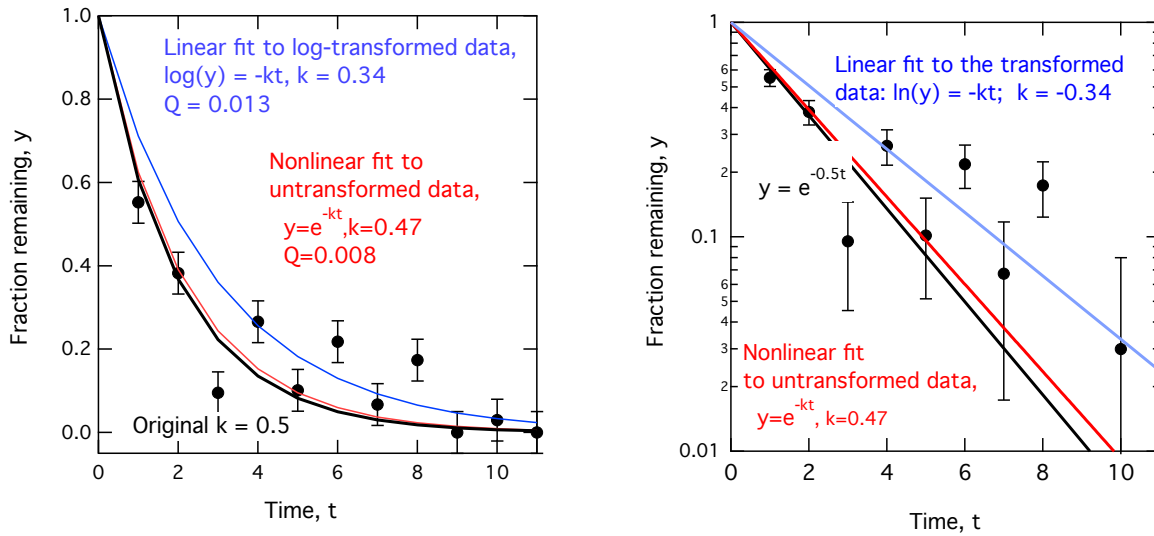 1.0
0.8
0.6
0.4
0.2
0.0
Fraction remaining, y
Linear fit to log-transformed data,
log(y) = -kt, k = 0.34
Q = 0.013
Nonlinear fit to
untransformed data,
y=e^-kt,k=0.47
Q=0.008
Original k = 0.5
0 2 4 6 8 10
Time, t
1
6
5
4
3
2
0.1
6
5
4
3
2
0.01
Fraction remaining, y
Linear fit to the transformed
data: ln(y) = -kt; k = -0.34
y = e^-0.5t
Nonlinear fit
to untransformed data,
y=e^-kt, k=0.47
0 2 4 6 8 10
Time, t